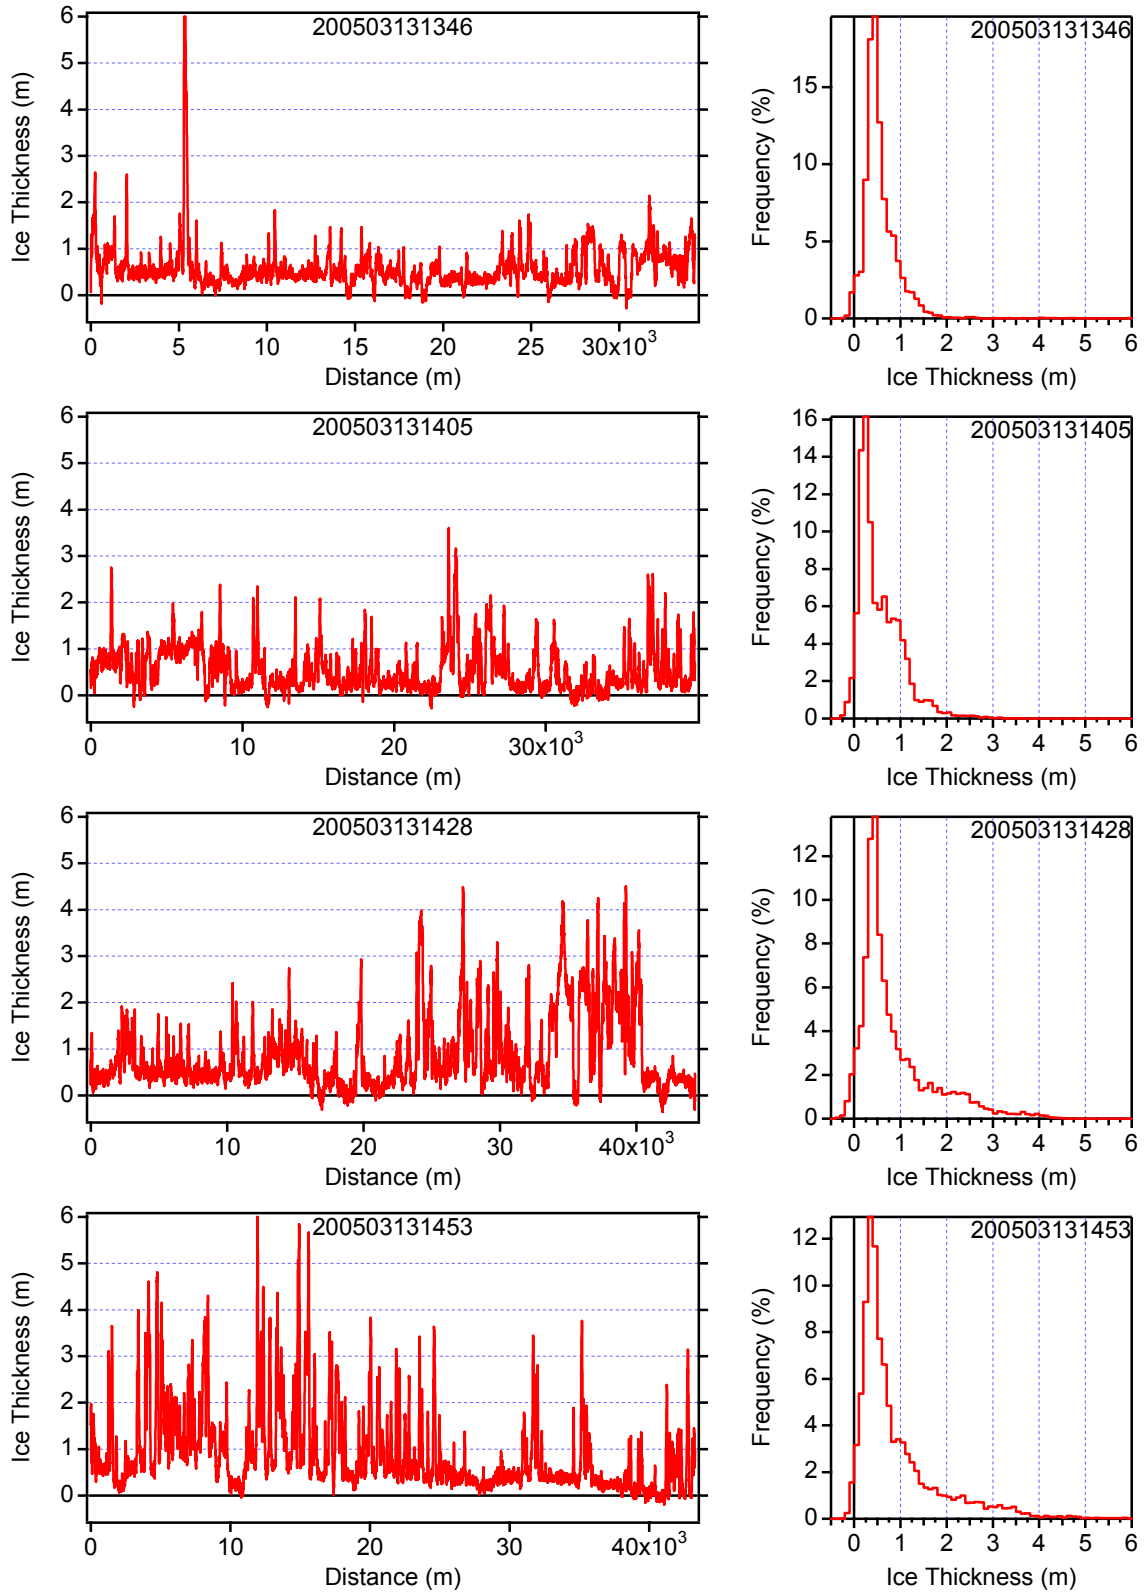 200503131346
Ice Thickness (m)
6
5
4
3
2
1
0
0 5 10 15 20 25 30x10³
Distance (m)
200503131346
Frequency (%)
15
10
5
0
0 1 2 3 4 5 6
Ice Thickness (m)
200503131405
Ice Thickness (m)
6
5
4
3
2
1
0
0 10 20 30x10³
Distance (m)
200503131405
Frequency (%)
16
14
12
10
8
6
4
2
0
0 1 2 3 4 5 6
Ice Thickness (m)
200503131428
Ice Thickness (m)
6
5
4
3
2
1
0
0 10 20 30 40x10³
Distance (m)
200503131428
Frequency (%)
12
10
8
6
4
2
0
0 1 2 3 4 5 6
Ice Thickness (m)
200503131453
Ice Thickness (m)
6
5
4
3
2
1
0
0 10 20 30 40x10³
Distance (m)
200503131453
Frequency (%)
12
10
8
6
4
2
0
0 1 2 3 4 5 6
Ice Thickness (m)